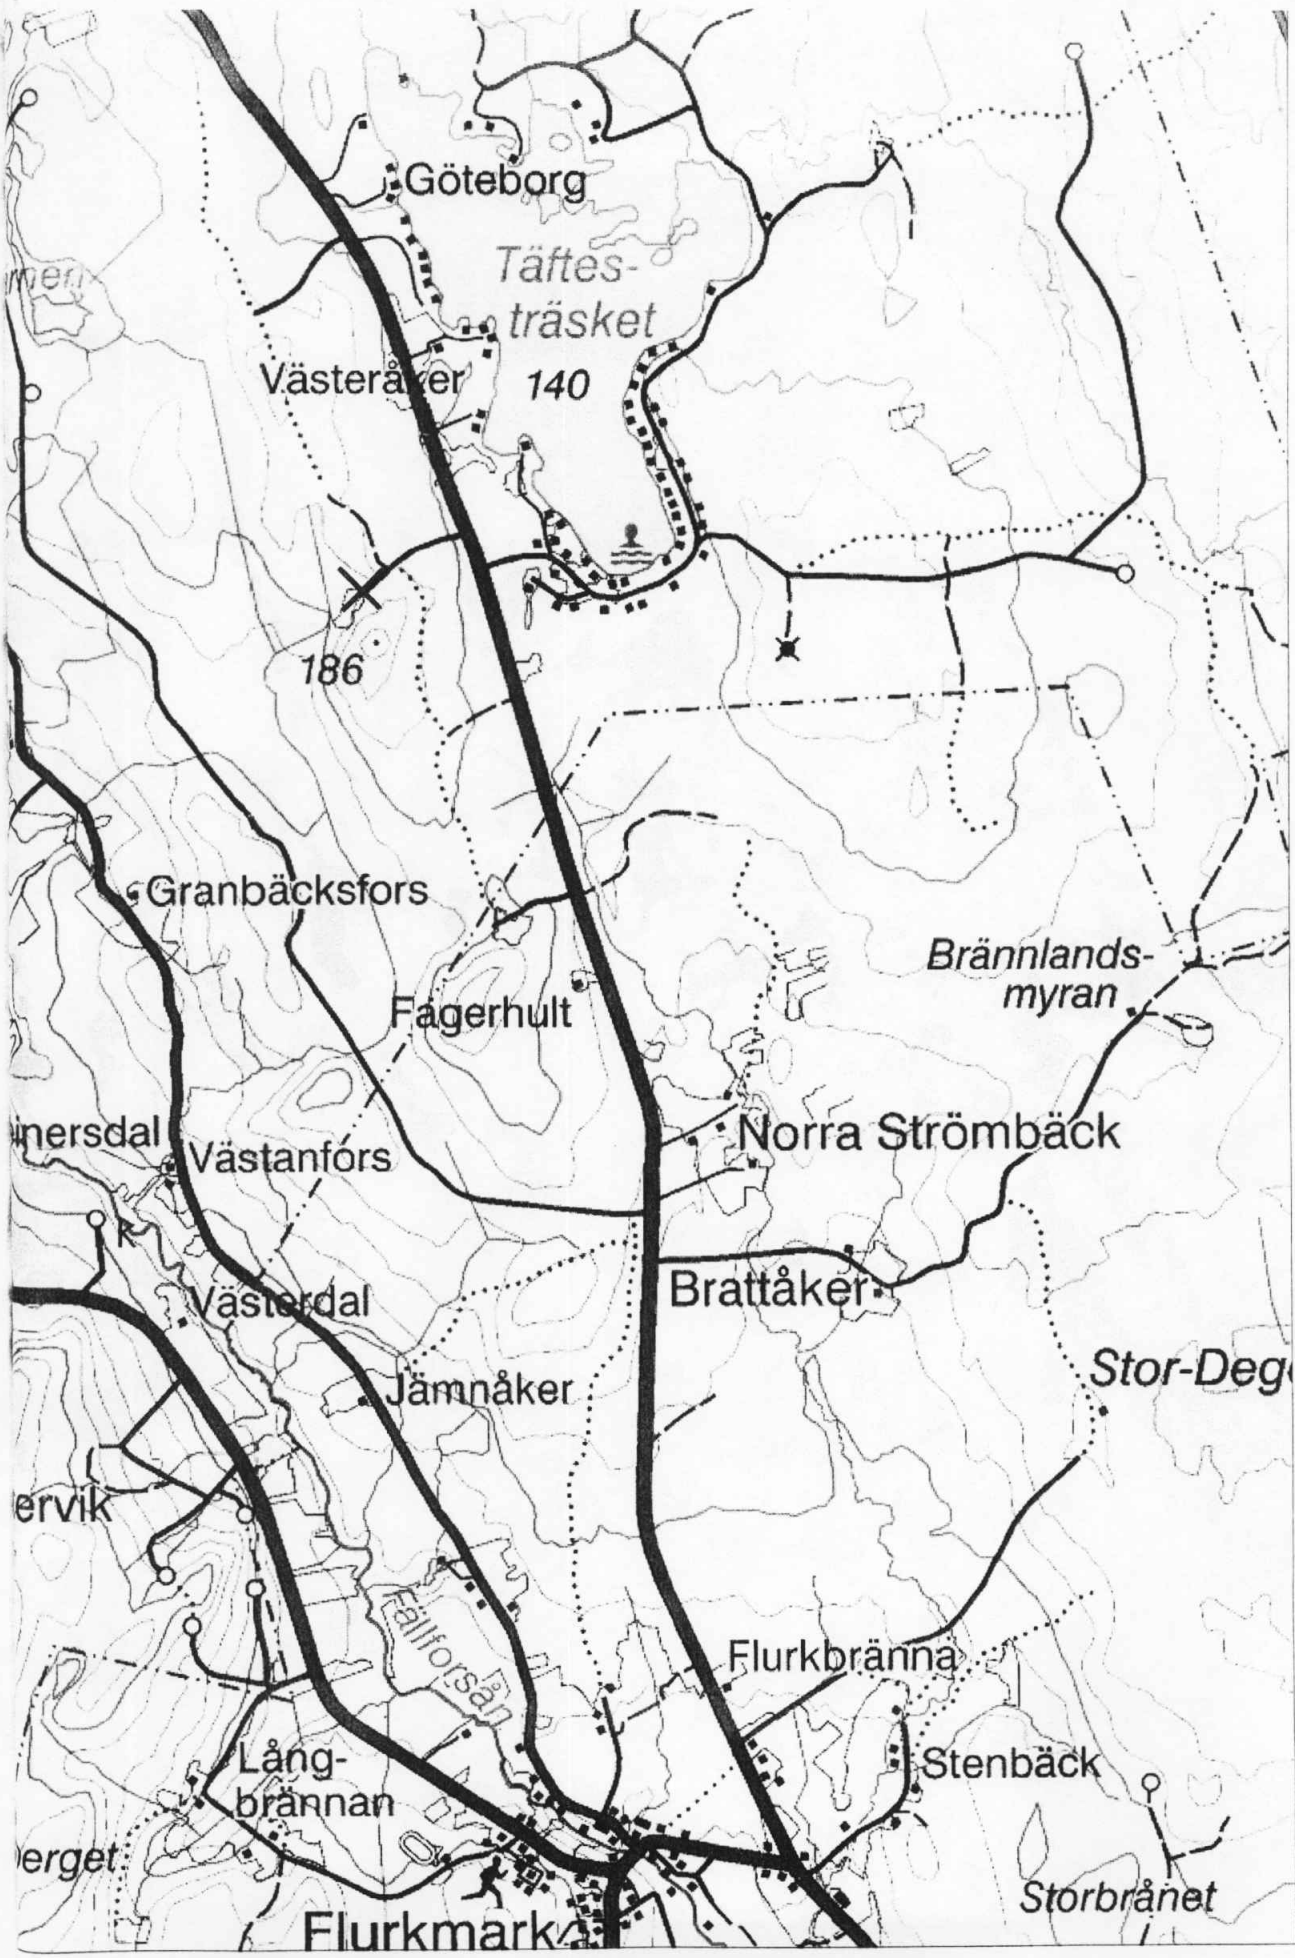 Göteborg
Täftes-
träsket
140
Västeråker
186
Granbäcksfors
Brännlands-
myran
Fagerhult
Norra Strömbäck
inersdal
Västanfors
k
Västerdal
Brattåker
Stor-Deg
Jämnåker
ervik
Fällforsån
Flurkbränna
Lång-
brännan
Stenbäck
erget
Storbrånet
Flurkmark